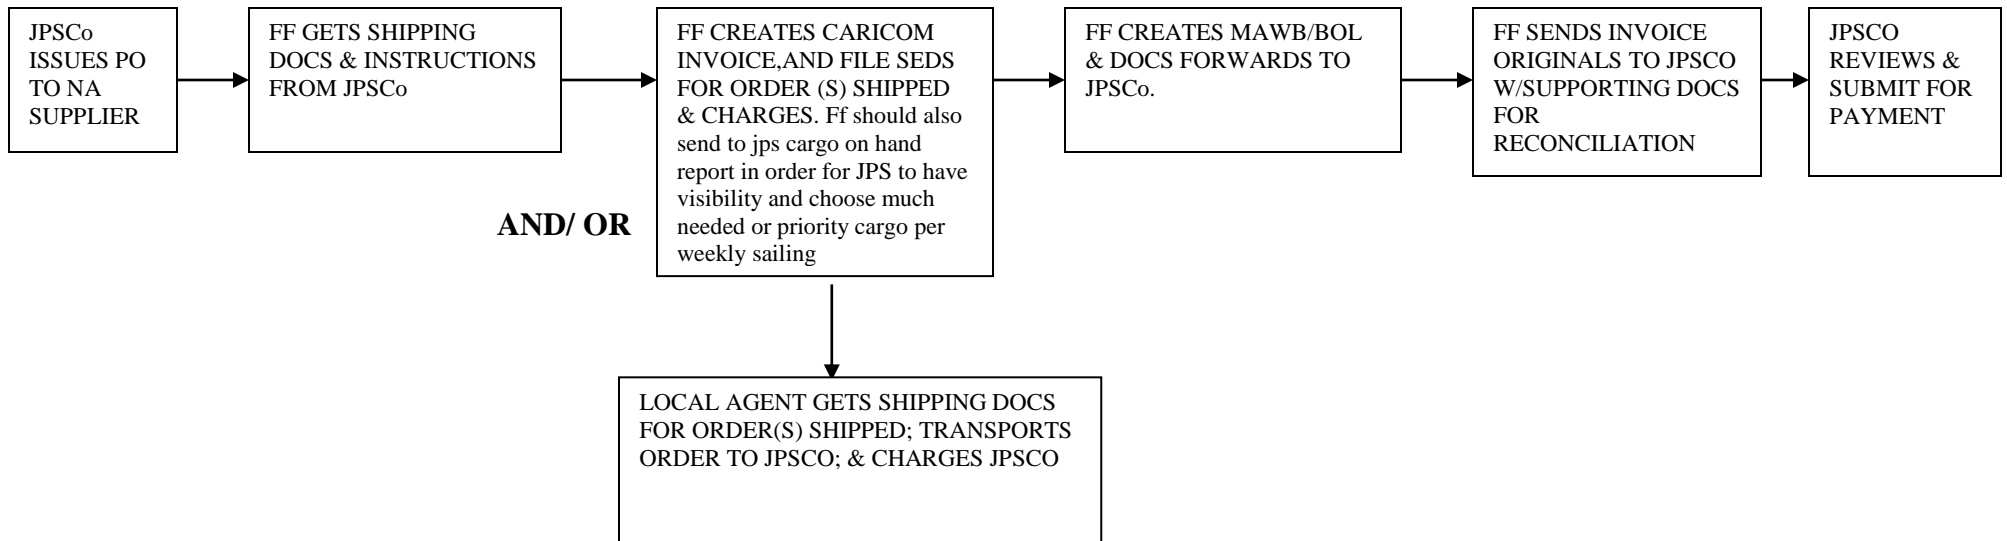 JPSCo
ISSUES PO
TO NA
SUPPLIER
FF GETS SHIPPING
DOCS & INSTRUCTIONS
FROM JPSCo
FF CREATES CARICOM
INVOICE,AND FILE SEDS
FOR ORDER (S) SHIPPED
& CHARGES. Ff should also
send to jps cargo on hand
report in order for JPS to have
visibility and choose much
needed or priority cargo per
weekly sailing
FF CREATES MAWB/BOL
& DOCS FORWARDS TO
JPSCo.
FF SENDS INVOICE
ORIGINALS TO JPSCO
W/SUPPORTING DOCS
FOR
RECONCILIATION
JPSCO
REVIEWS &
SUBMIT FOR
PAYMENT
AND/ OR
LOCAL AGENT GETS SHIPPING DOCS
FOR ORDER(S) SHIPPED; TRANSPORTS
ORDER TO JPSCO; & CHARGES JPSCO